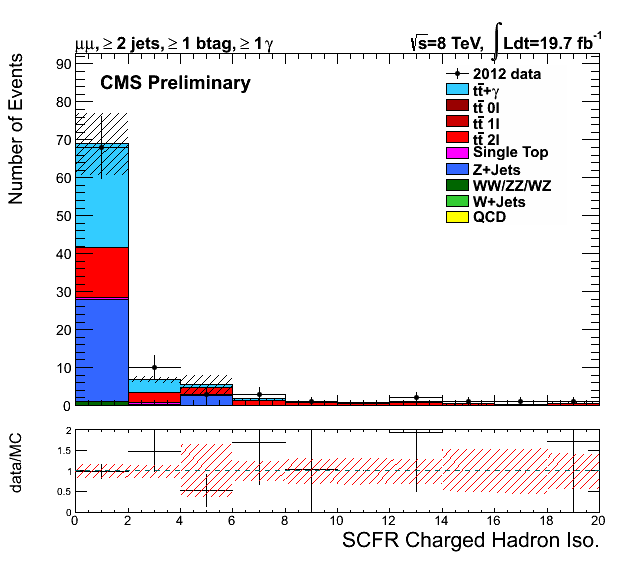 μμ, ≥ 2 jets, ≥ 1 btag, ≥ 1 γ
√s=8 TeV, ∫ Ldt=19.7 fb⁻¹
CMS Preliminary
2012 data
tt̄+γ
tt̄ 0l
tt̄ 1l
tt̄ 2l
Single Top
Z+Jets
WW/ZZ/WZ
W+Jets
QCD
Number of Events
90
80
70
60
50
40
30
20
10
0
data/MC
2
1.5
1
0.5
0
0 2 4 6 8 10 12 14 16 18 20
SCFR Charged Hadron Iso.